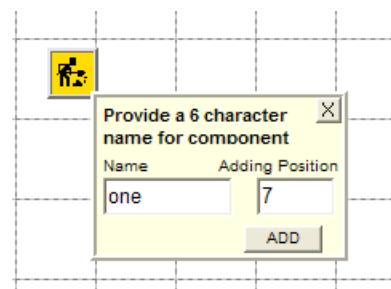 Provide a 6 character
name for component
X
Name Adding Position
one 7
ADD